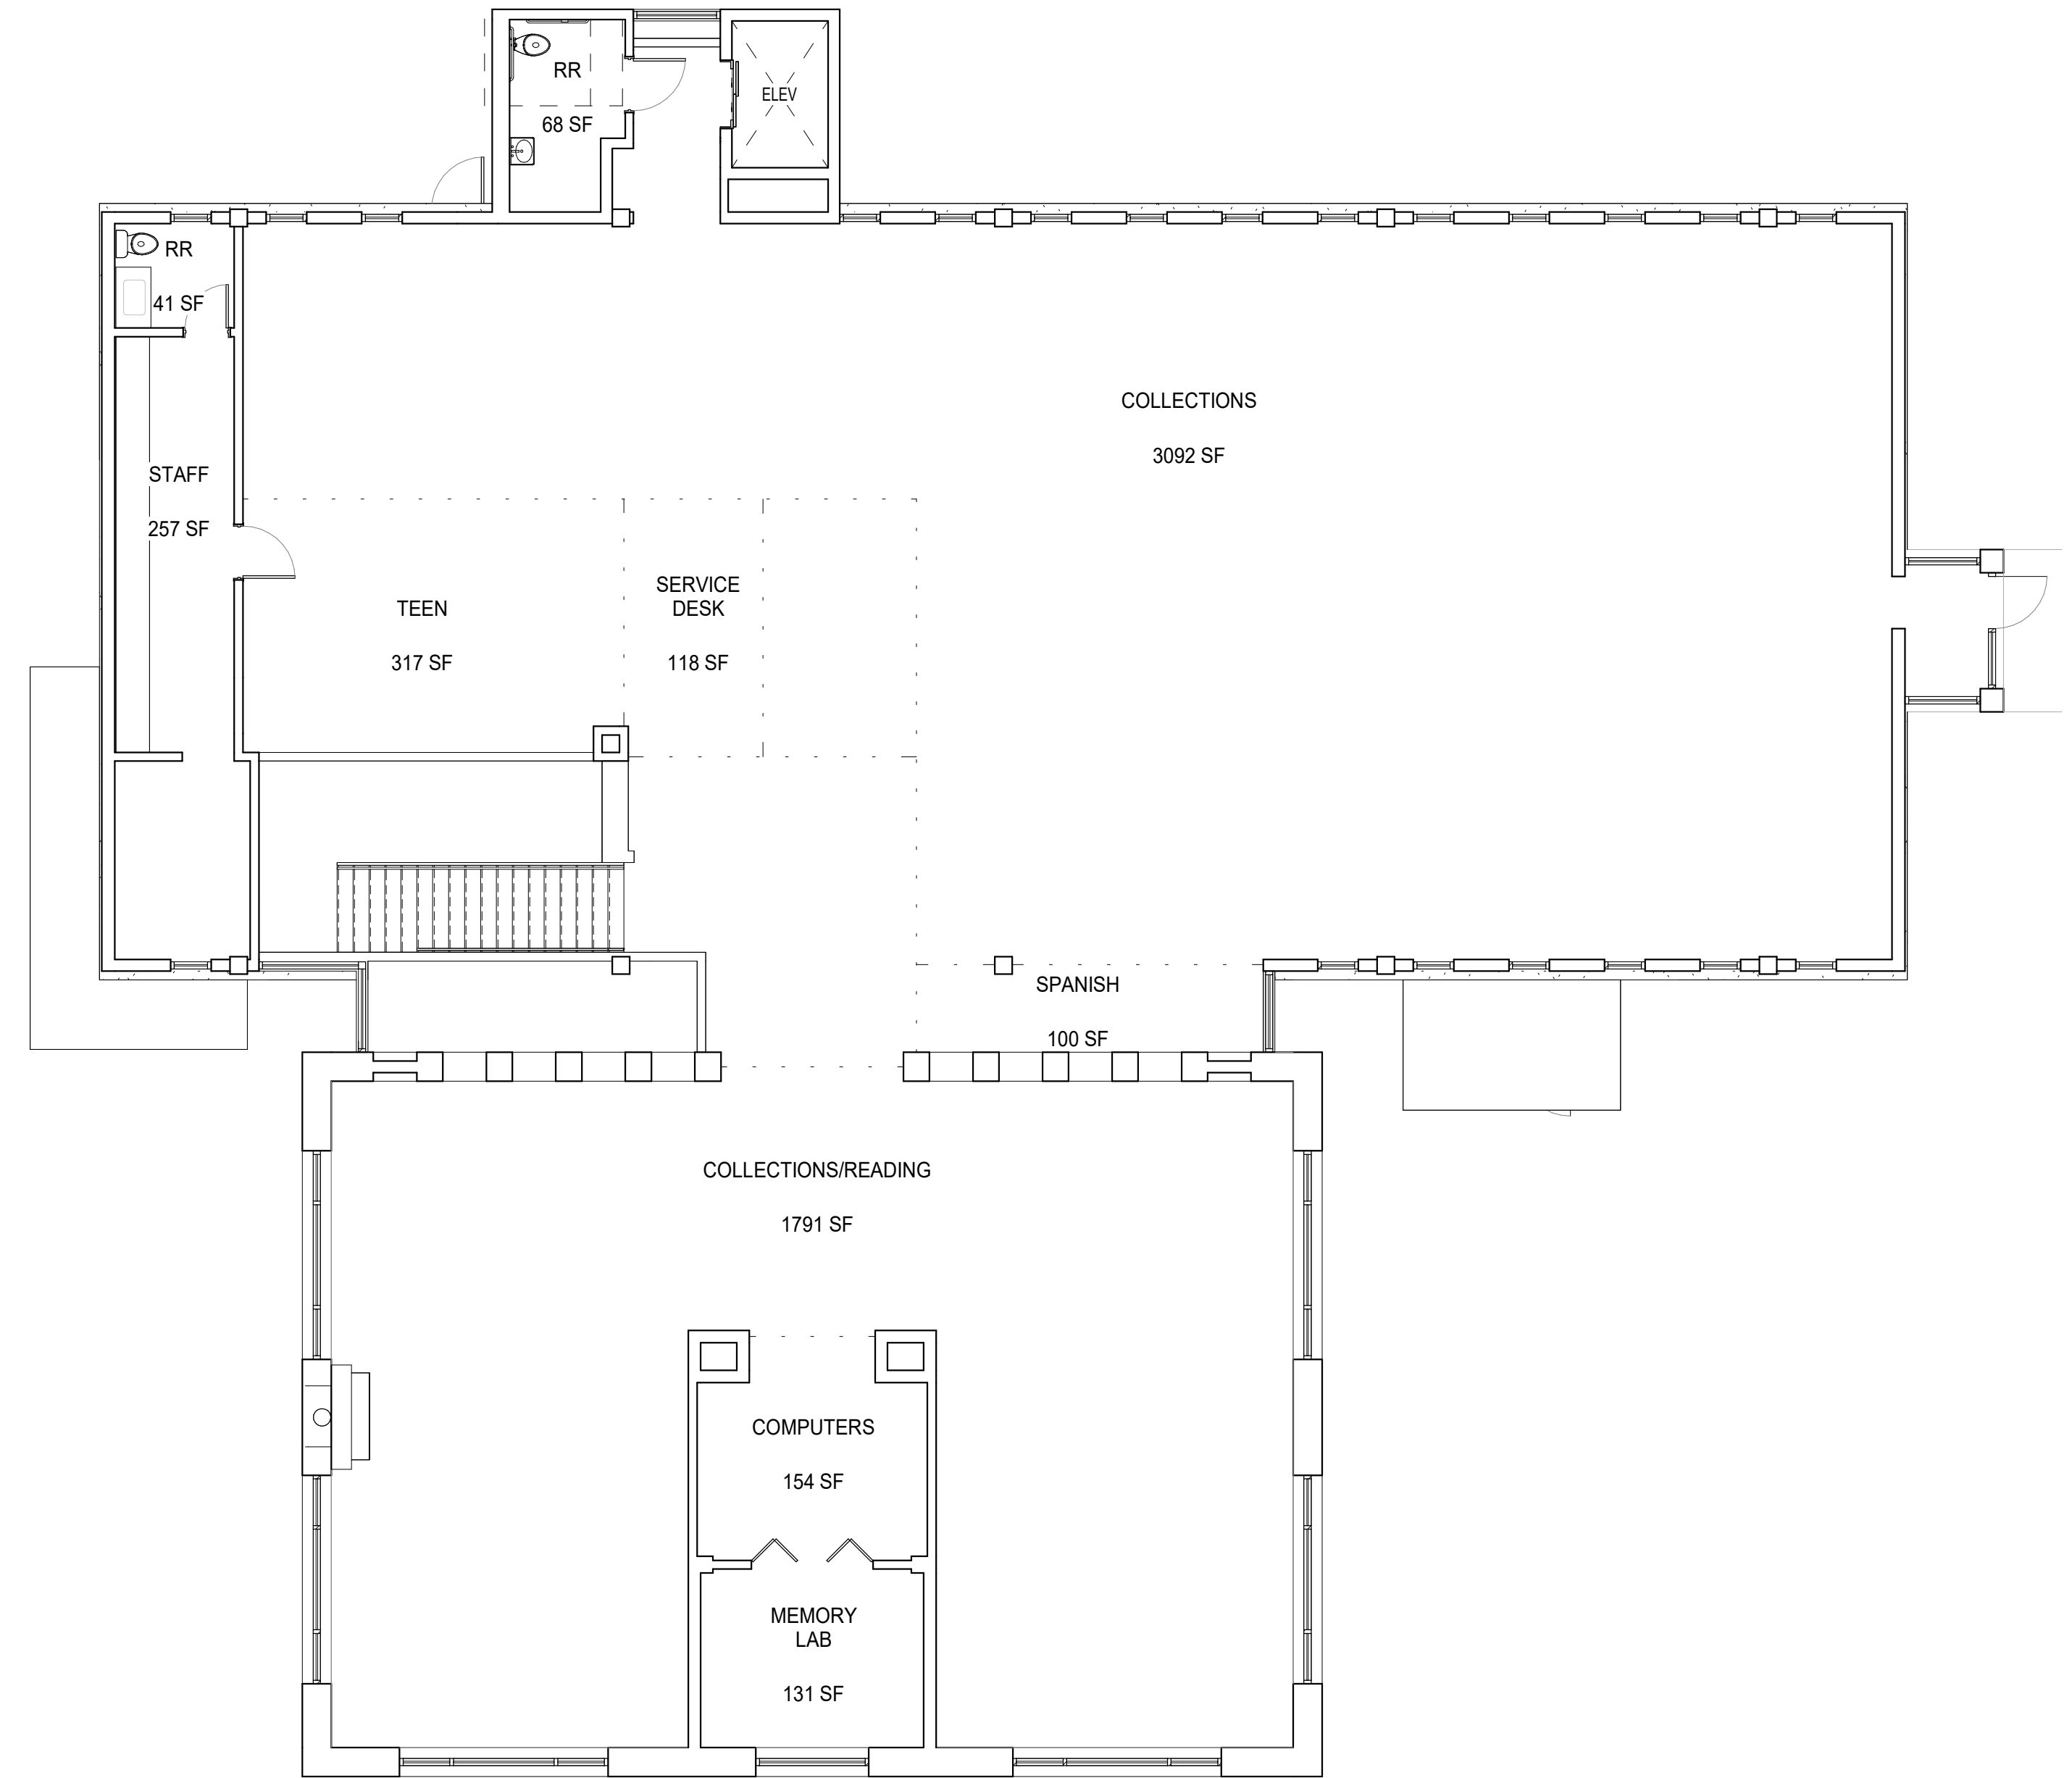 RR
68 SF
ELEV
RR
41 SF
COLLECTIONS
3092 SF
STAFF
257 SF
TEEN
317 SF
SERVICE
DESK
118 SF
SPANISH
100 SF
COLLECTIONS/READING
1791 SF
COMPUTERS
154 SF
MEMORY
LAB
131 SF